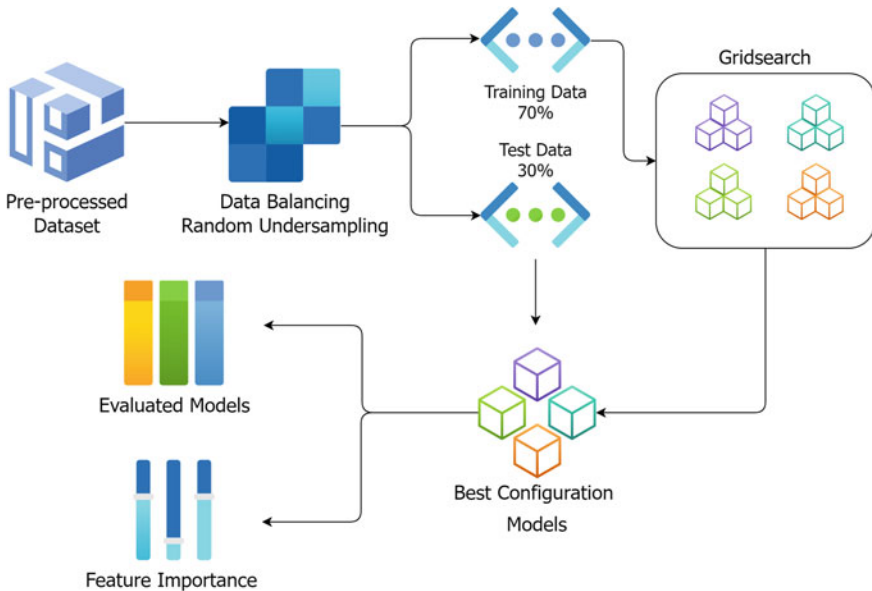 Pre-processed
Dataset
Data Balancing
Random Undersampling
Training Data
70%
Test Data
30%
Gridsearch
Best Configuration
Models
Evaluated Models
Feature Importance